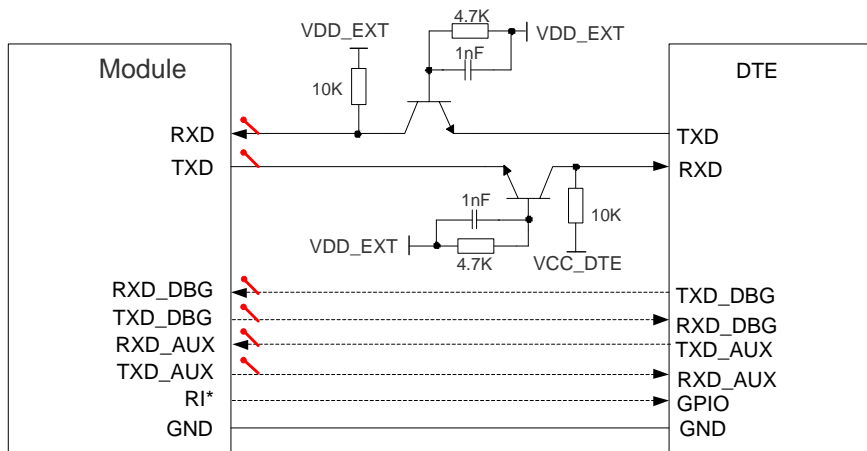 4.7K
VDD_EXT
VDD_EXT
1nF
Module
DTE
10K
RXD
TXD
TXD
RXD
1nF
10K
VDD_EXT
4.7K
VCC_DTE
RXD_DBG
TXD_DBG
TXD_DBG
RXD_DBG
RXD_AUX
TXD_AUX
TXD_AUX
RXD_AUX
RI*
GPIO
GND
GND